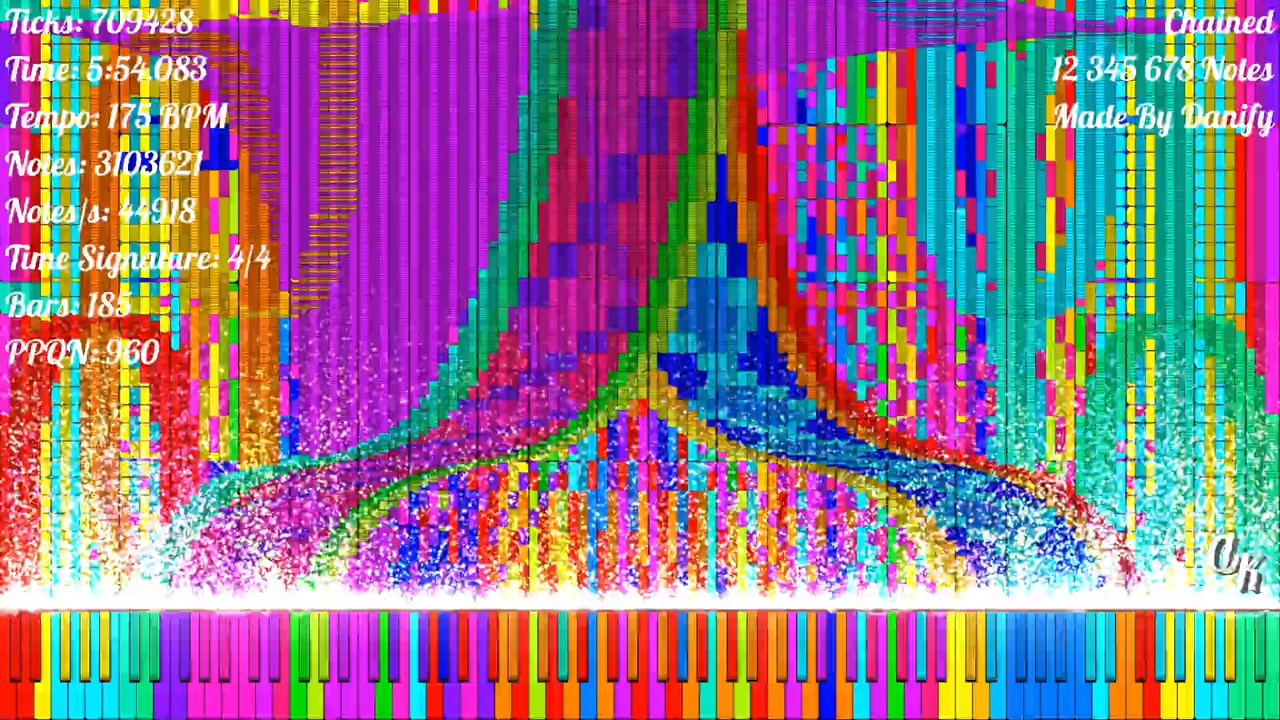 Ticks: 709428
Time: 5:54.083
Tempo: 175 BPM
Notes: 3103621
Notes/s: 44918
Time Signature: 4/4
Bars: 185
PPQN: 960
Chained
12 345 678 Notes
Made By Danify
OK